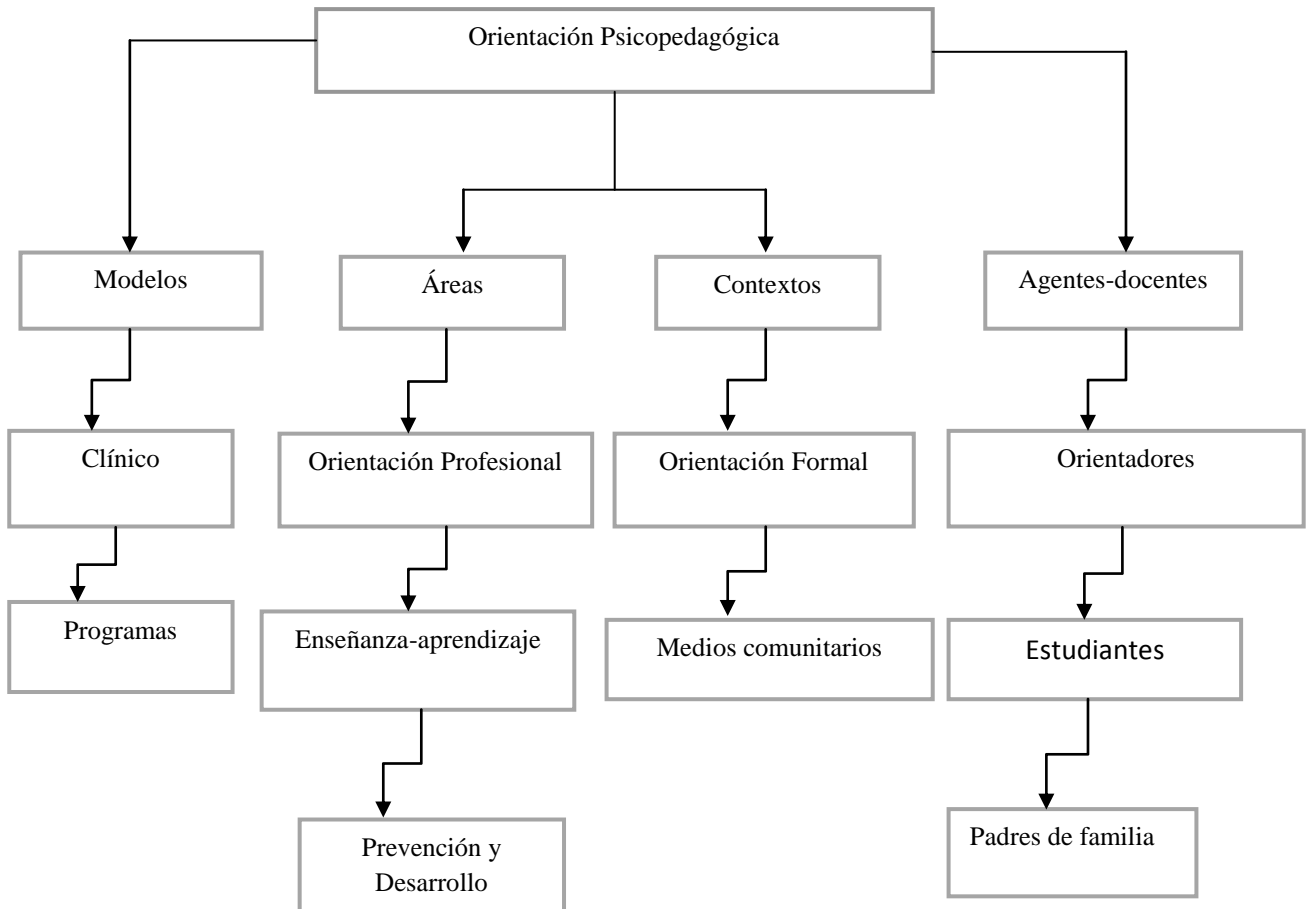 Orientación Psicopedagógica
Modelos
Áreas
Contextos
Agentes-docentes
Clínico
Orientación Profesional
Orientación Formal
Orientadores
Programas
Enseñanza-aprendizaje
Medios comunitarios
Estudiantes
Prevención y
Desarrollo
Padres de familia